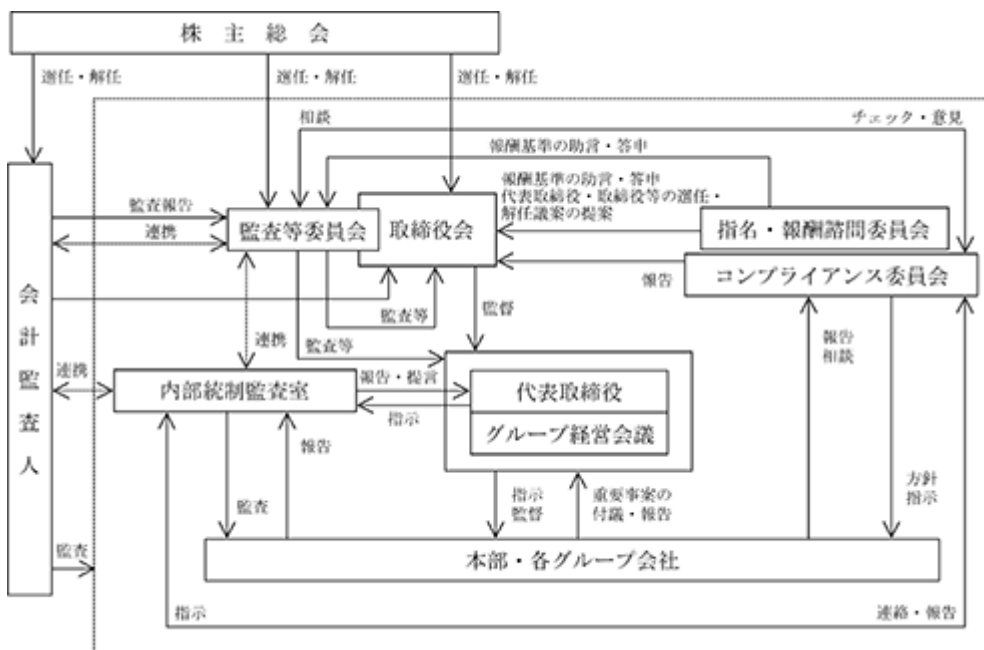 株主総会
選任・解任
選任・解任
選任・解任
相談
チェック・意見
報酬基準の助言・答申
報酬基準の助言・答申
代表取締役・取締役等の選任・
解任議案の提案
監査報告
連携
監査等委員会
取締役会
指名・報酬諮問委員会
コンプライアンス委員会
報告
会計監査人
監査等
監督
連携
監査等
報告
相談
連携
内部統制監査室
報告・提言
指示
代表取締役
グループ経営会議
報告
監査
指示
監督
重要事案の
付議・報告
方針
指示
監査
本部・各グループ会社
指示
連絡・報告